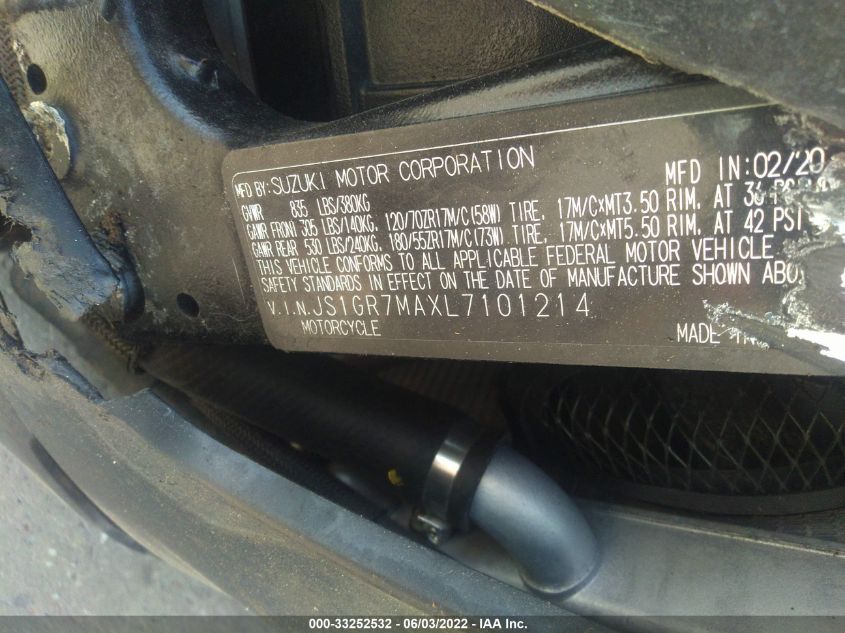 MFD BY:SUZUKI MOTOR CORPORATION MFD IN:02/20
GVWR 835 LBS/380KG
GAWR FRONT 305 LBS/140KG, 120/70ZR17M/C(58W) TIRE, 17M/C×MT3.50 RIM, AT 36
GAWR REAR 530 LBS/240KG, 180/55ZR17M/C(73W) TIRE, 17M/C×MT5.50 RIM, AT 42 PSI
THIS VEHICLE CONFORMS TO ALL APPLICABLE FEDERAL MOTOR VEHICLE
SAFETY STANDARDS IN EFFECT ON THE DATE OF MANUFACTURE SHOWN ABO
V.I.N.JS1GR7MAXL7101214
MOTORCYCLE MADE
000-33252532 - 06/03/2022 - IAA Inc.